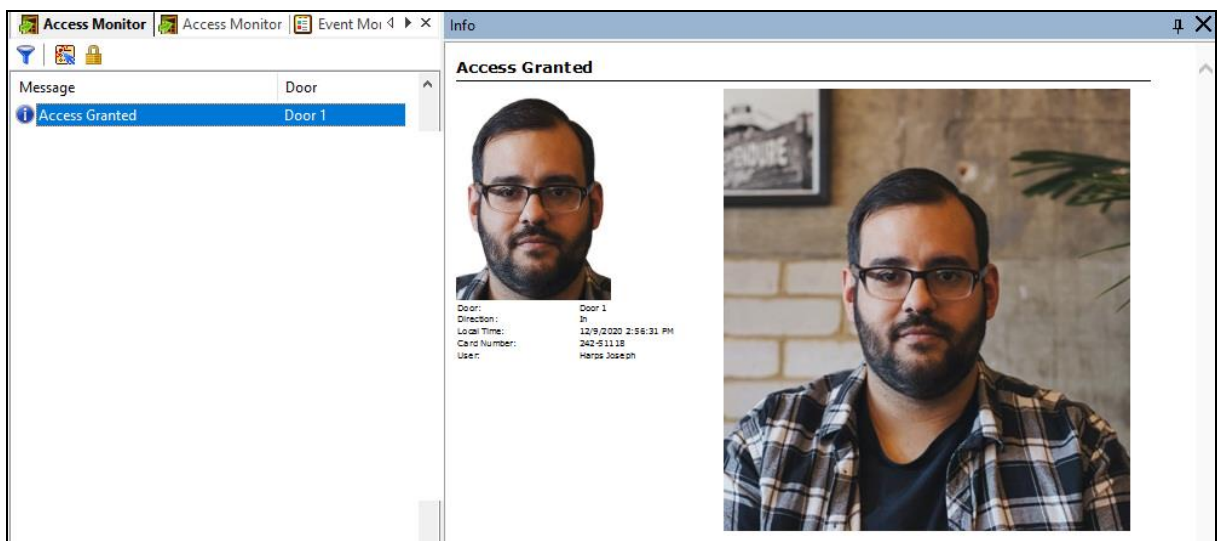 Access Monitor Access Monitor Event Mo Info
Message Door
Access Granted Door 1
Access Granted
Door: Door 1
Direction: In
Local Time: 12/9/2020 2:56:31 PM
Card Number: 242-51118
User: Harps Joseph